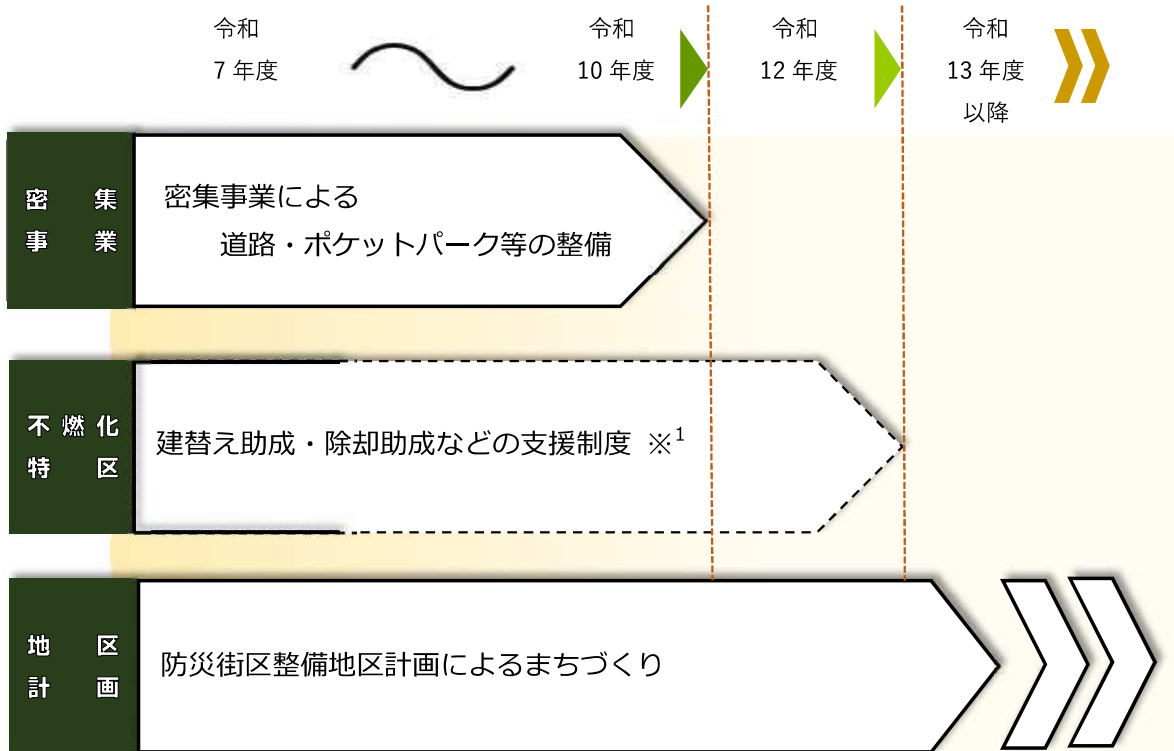 令和
7 年度
令和
10 年度
令和
12 年度
令和
13 年度
以降
密集
事業
密集事業による
道路・ポケットパーク等の整備
不燃化
特区
建替え助成・除却助成などの支援制度 ※1
地区
計画
防災街区整備地区計画によるまちづくり